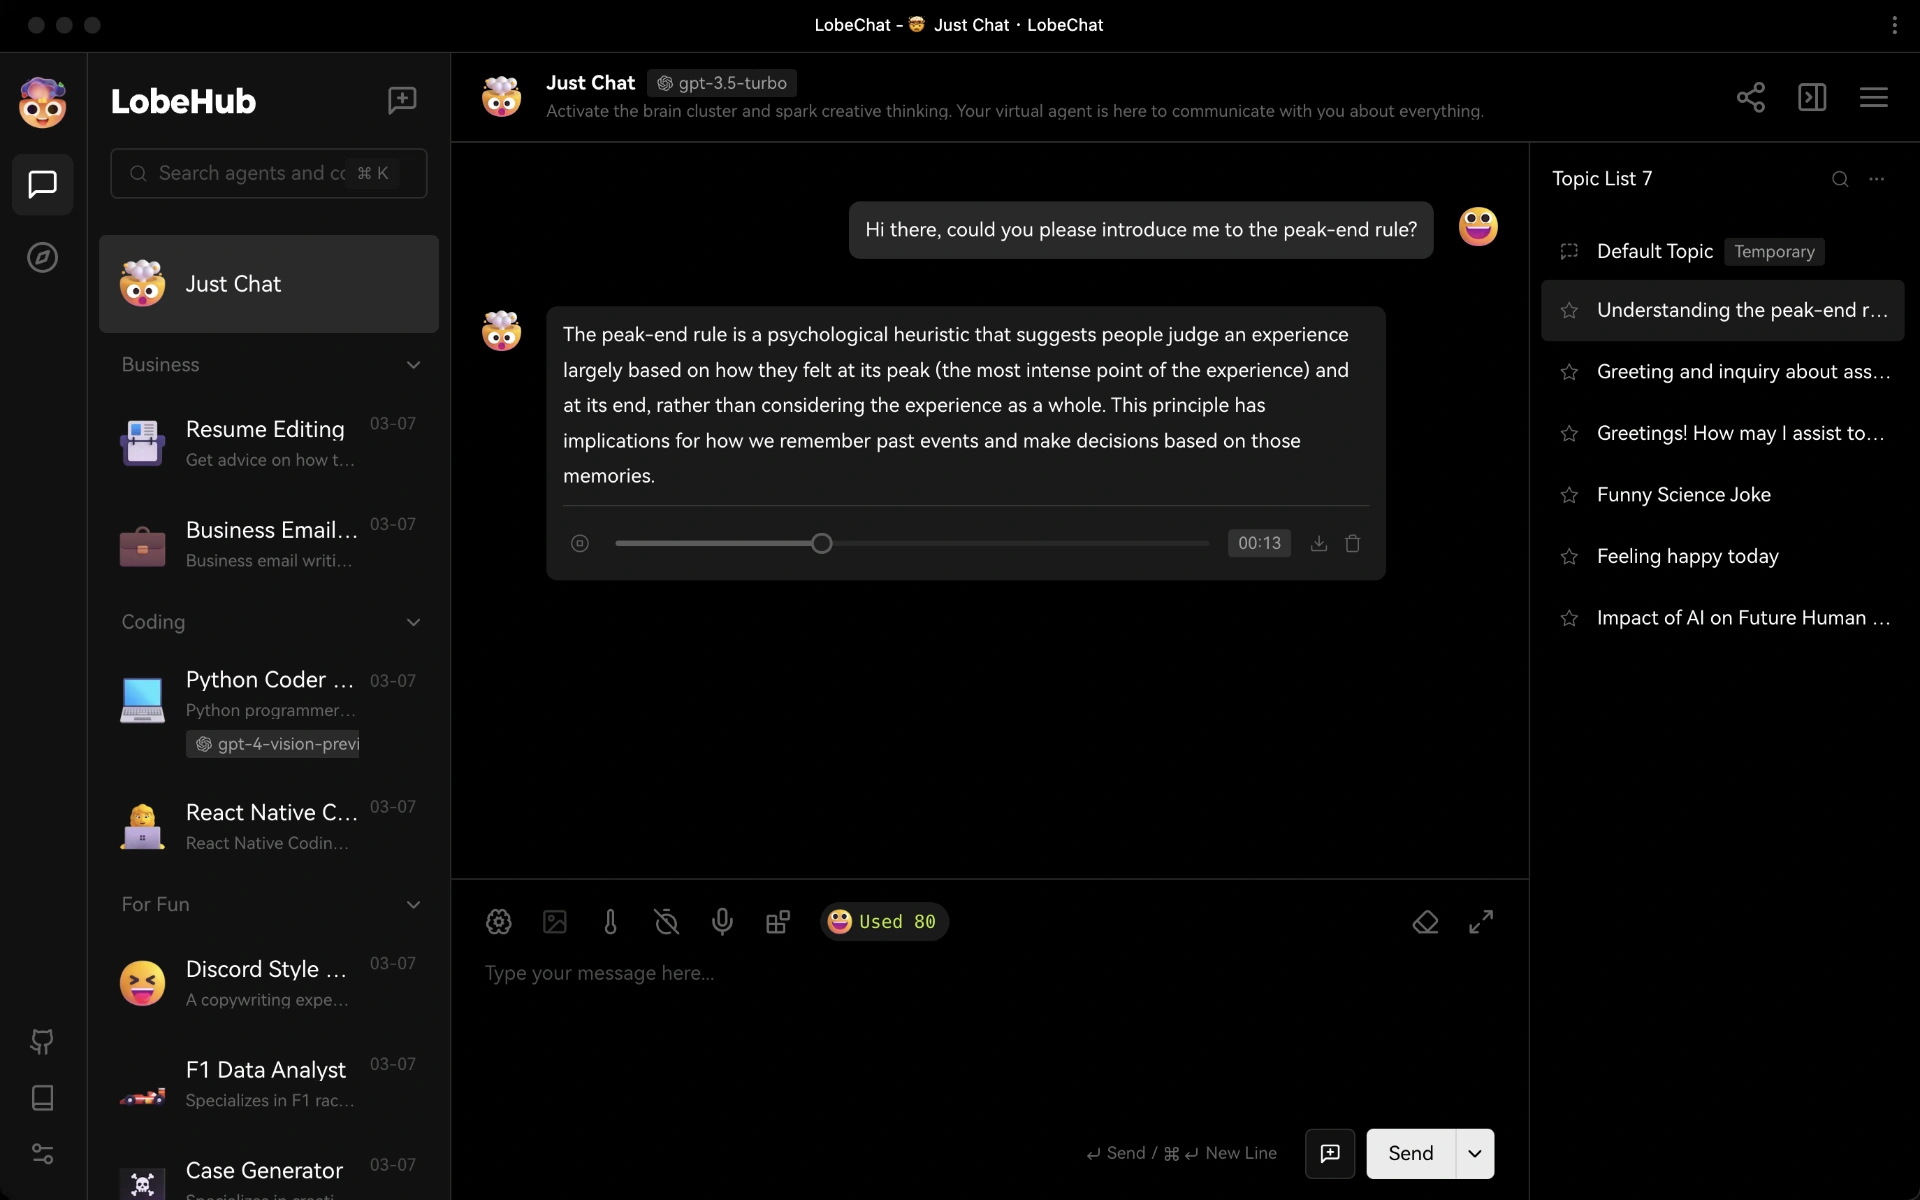 LobeChat - 🤯 Just Chat · LobeChat
LobeHub
Search agents and co
⌘ K
Just Chat
Business
Resume Editing
03-07
Get advice on how t...
Business Email...
03-07
Business email writi...
Coding
Python Coder ...
03-07
Python programmer...
gpt-4-vision-previ
React Native C...
03-07
React Native Codin...
For Fun
Discord Style ...
03-07
A copywriting expe...
F1 Data Analyst
03-07
Specializes in F1 rac...
Case Generator
03-07
Just Chat
gpt-3.5-turbo
Activate the brain cluster and spark creative thinking. Your virtual agent is here to communicate with you about everything.
Hi there, could you please introduce me to the peak-end rule?
The peak-end rule is a psychological heuristic that suggests people judge an experience
largely based on how they felt at its peak (the most intense point of the experience) and
at its end, rather than considering the experience as a whole. This principle has
implications for how we remember past events and make decisions based on those
memories.
00:13
Used 80
Type your message here...
↵ Send / ⌘ ↵ New Line
Send
Topic List 7
Default Topic
Temporary
Understanding the peak-end r...
Greeting and inquiry about ass...
Greetings! How may I assist to...
Funny Science Joke
Feeling happy today
Impact of AI on Future Human ...